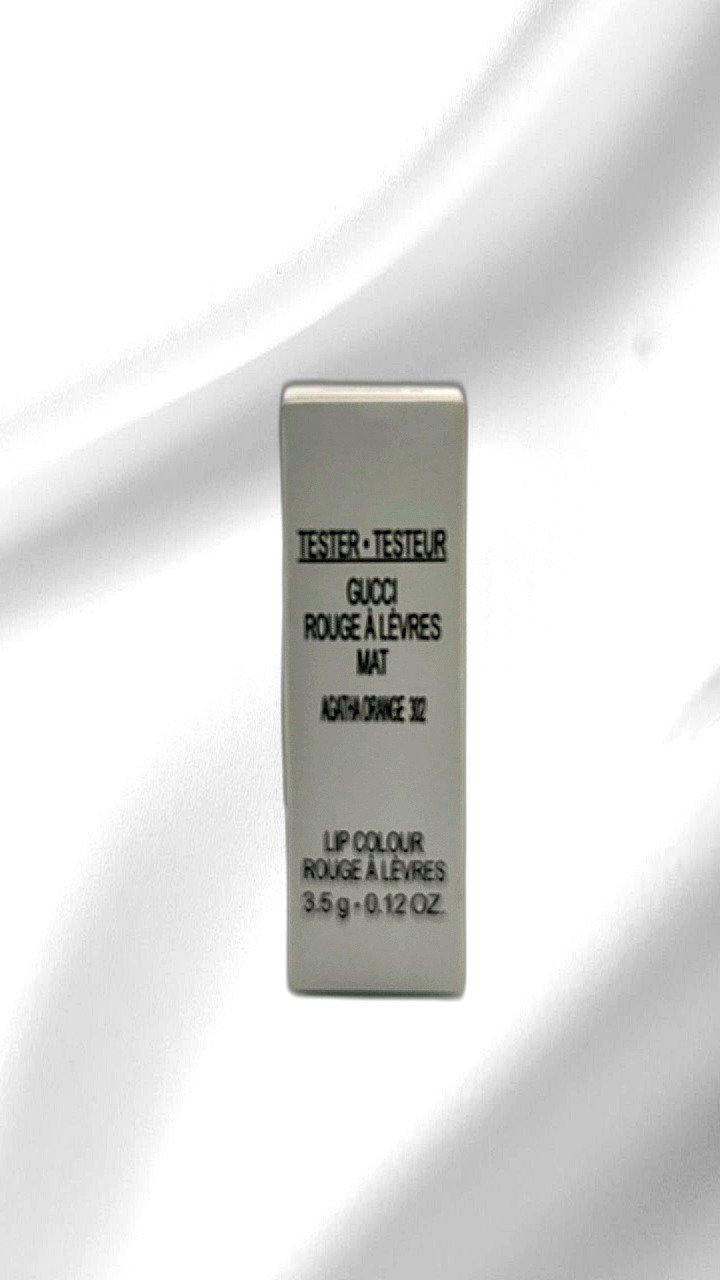 TESTER • TESTEUR
GUCCI
ROUGE À LÈVRES
MAT
AGATHA ORANGE 302
LIP COLOUR
ROUGE À LÈVRES
3.5 g - 0.12 OZ.